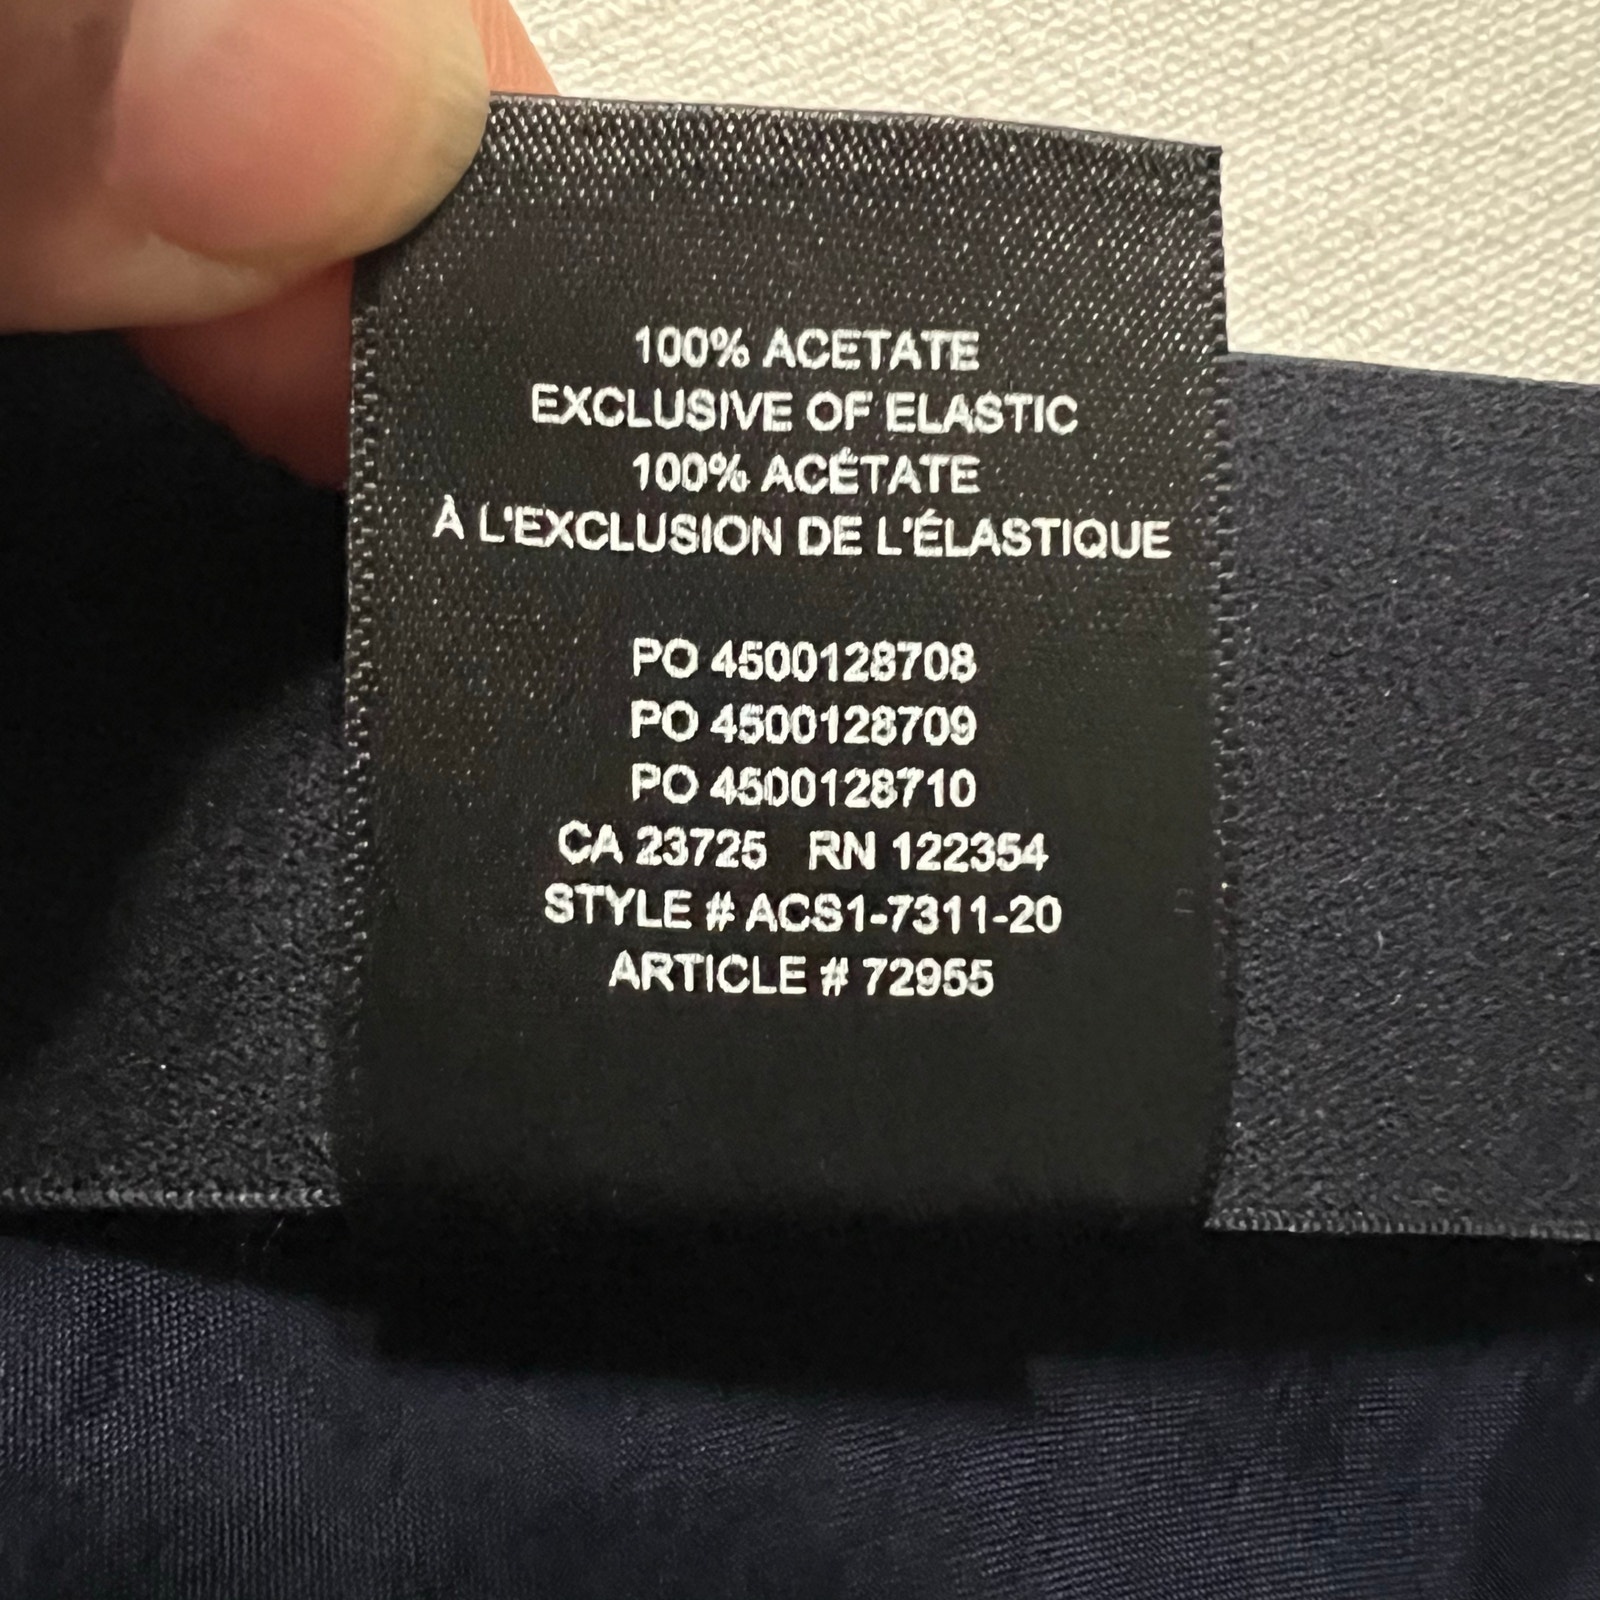 100% ACETATE
EXCLUSIVE OF ELASTIC
100% ACÉTATE
À L'EXCLUSION DE L'ÉLASTIQUE
PO 4500128708
PO 4500128709
PO 4500128710
CA 23725 RN 122354
STYLE # ACS1-7311-20
ARTICLE # 72955